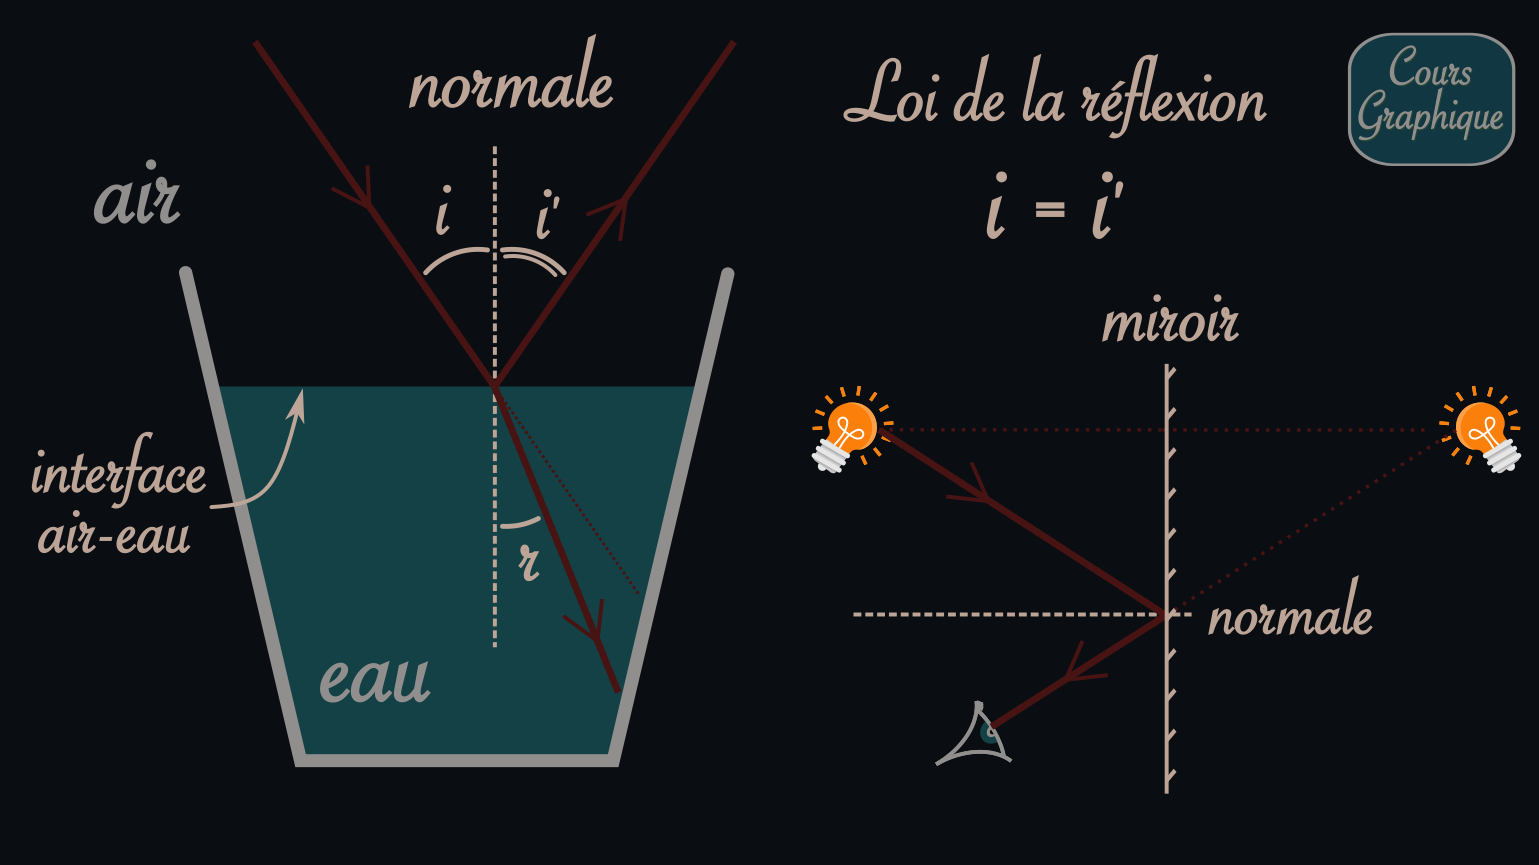 normale
air
i
i'
interface
air-eau
r
eau
Loi de la réflexion
i = i'
Cours
Graphique
miroir
normale